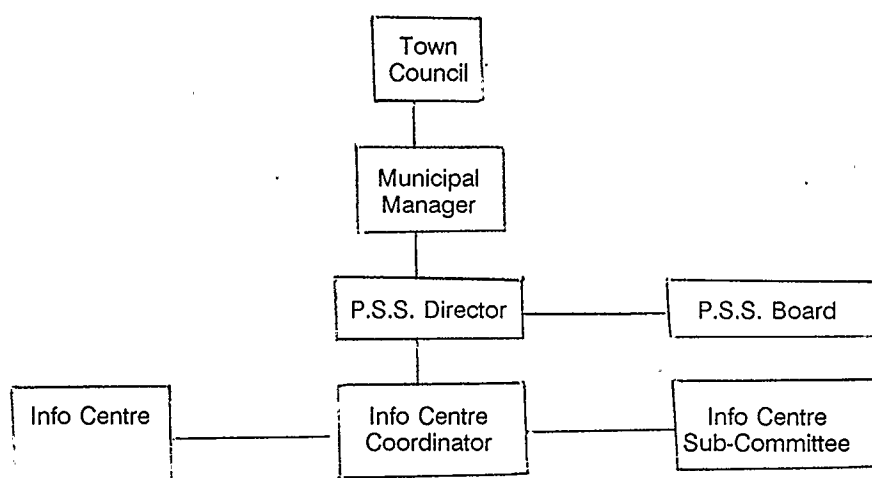 Town
Council
Municipal
Manager
P.S.S. Director
P.S.S. Board
Info Centre
Info Centre
Coordinator
Info Centre
Sub-Committee